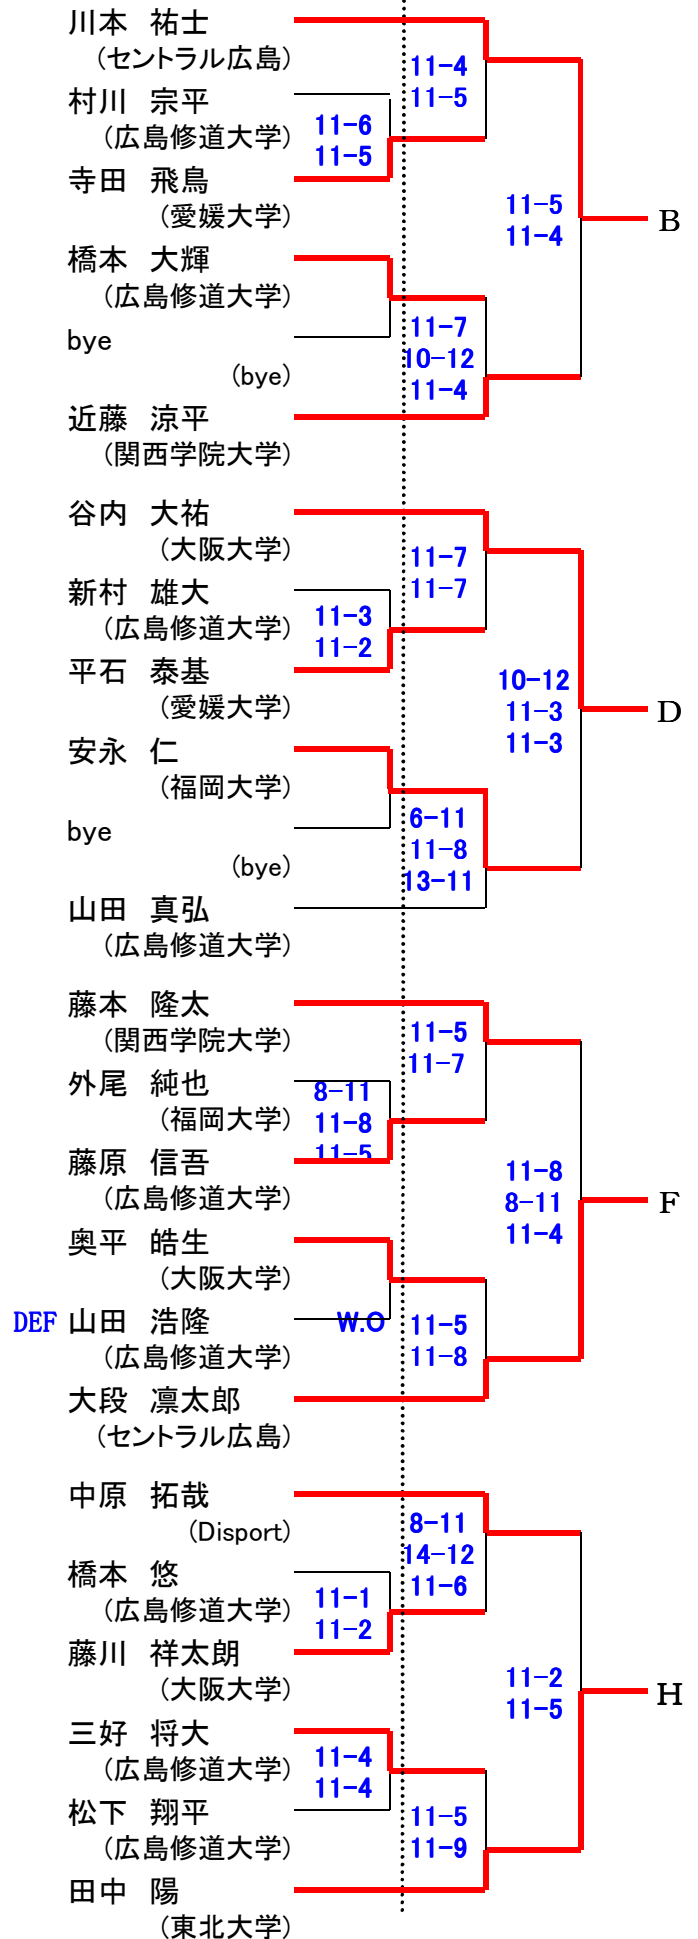 川本 祐士
(セントラル広島)
11-4
村川 宗平
11-5
11-6
(広島修道大学)
11-5
寺田 飛鳥
(愛媛大学)
11-5
B
11-4
橋本 大輝
(広島修道大学)
bye
11-7
10-12
(bye)
11-4
近藤 涼平
(関西学院大学)
谷内 大祐
(大阪大学)
11-7
新村 雄大
11-7
11-3
(広島修道大学)
11-2
平石 泰基
10-12
(愛媛大学)
11-3
D
11-3
安永 仁
(福岡大学)
6-11
bye
11-8
(bye)
13-11
山田 真弘
(広島修道大学)
藤本 隆太
11-5
(関西学院大学)
11-7
外尾 純也
8-11
(福岡大学)
11-8
11-5
藤原 信吾
11-8
(広島修道大学)
8-11
F
11-4
奥平 皓生
(大阪大学)
DEF 山田 浩隆
W.O
11-5
(広島修道大学)
11-8
大段 凛太郎
(セントラル広島)
中原 拓哉
8-11
(Disport)
14-12
橋本 悠
11-6
11-1
(広島修道大学)
11-2
藤川 祥太朗
(大阪大学)
11-2
H
11-5
三好 将大
11-4
(広島修道大学)
11-4
松下 翔平
11-5
(広島修道大学)
11-9
田中 陽
(東北大学)